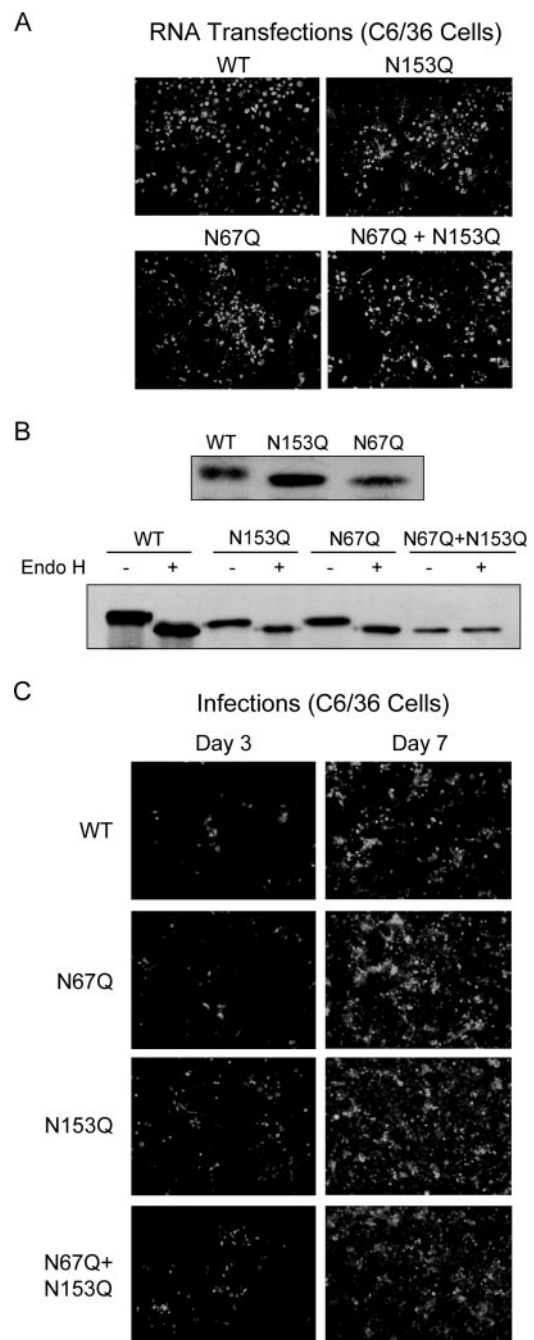 A
RNA Transfections (C6/36 Cells)
WT N153Q
N67Q N67Q + N153Q
B
WT N153Q N67Q
WT N153Q N67Q N67Q+N153Q
Endo H - + - + - + - +
C
Infections (C6/36 Cells)
Day 3 Day 7
WT
N67Q
N153Q
N67Q+
N153Q